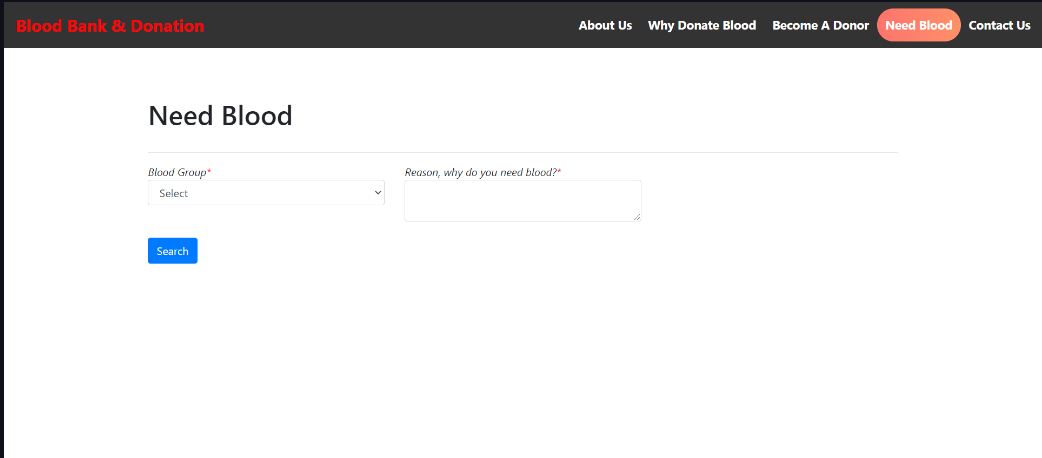 Blood Bank & Donation
About Us Why Donate Blood Become A Donor Need Blood Contact Us
Need Blood
Blood Group* Reason, why do you need blood?*
Select
Search